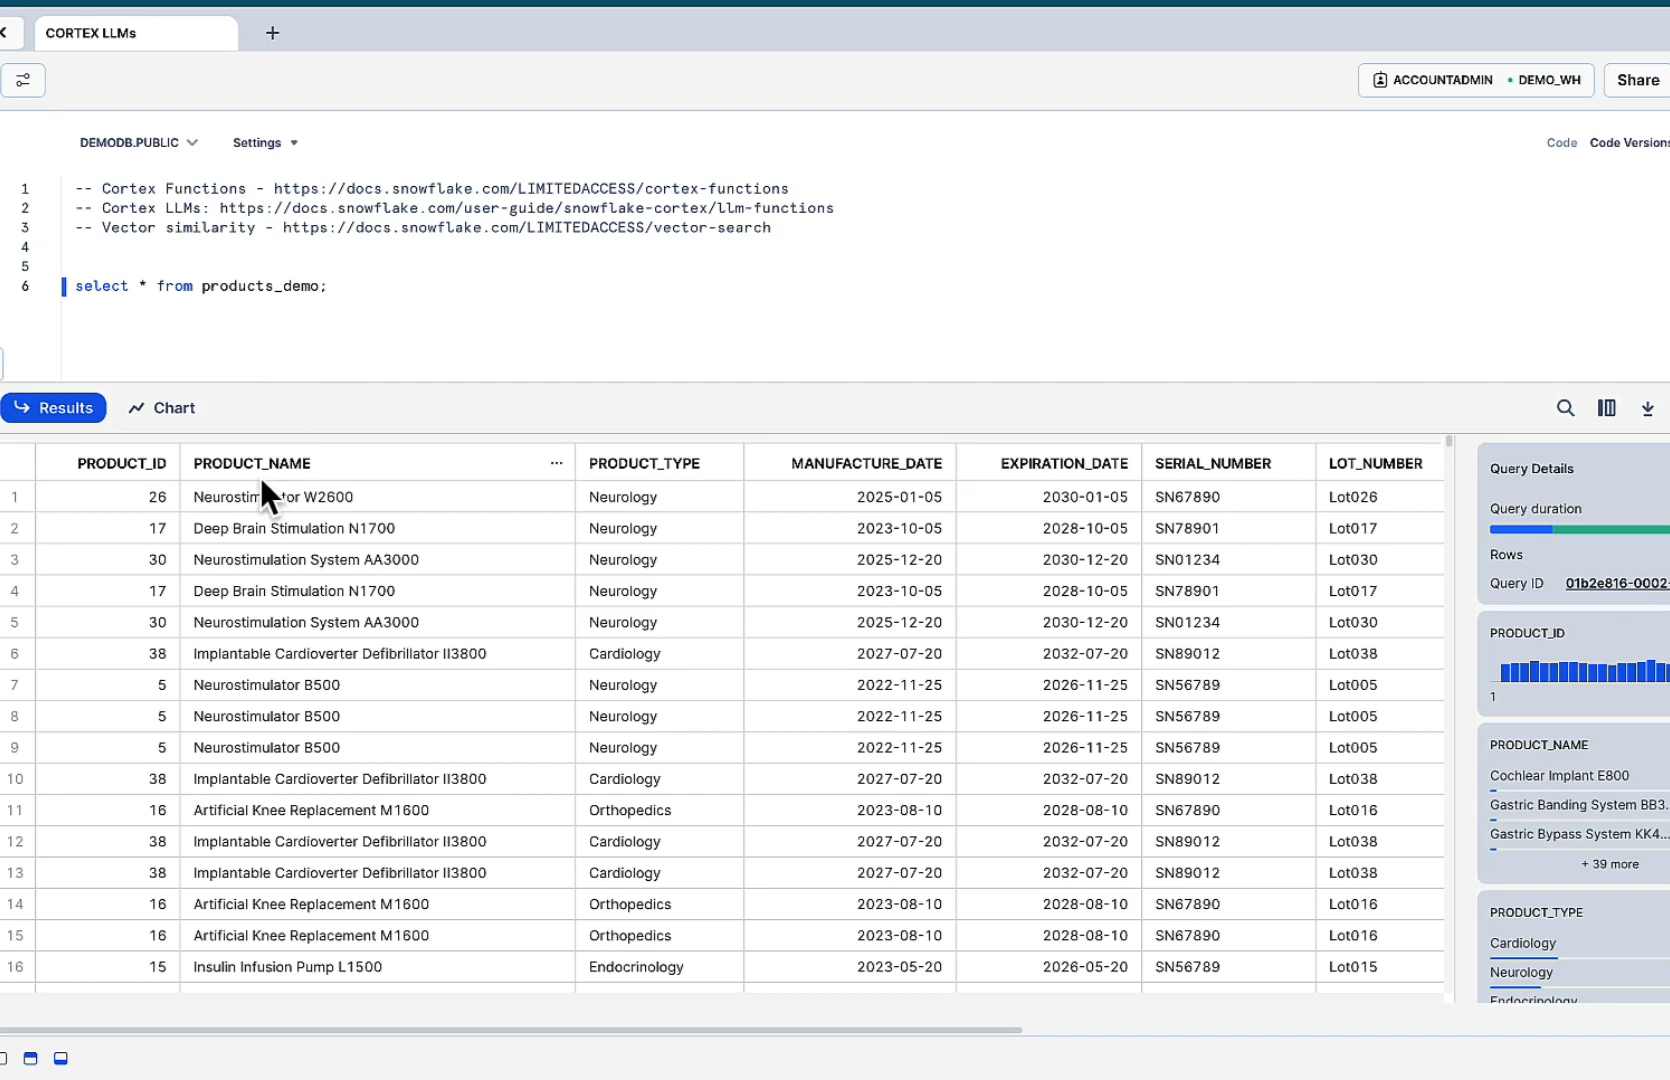 CORTEX LLMs
+
ACCOUNTADMIN • DEMO_WH
Share
DEMODB.PUBLIC
Settings
Code
Code Versions
1 -- Cortex Functions - https://docs.snowflake.com/LIMITEDACCESS/cortex-functions
2 -- Cortex LLMs: https://docs.snowflake.com/user-guide/snowflake-cortex/llm-functions
3 -- Vector similarity - https://docs.snowflake.com/LIMITEDACCESS/vector-search
4
5
6 select * from products_demo;
Results
Chart
PRODUCT_ID PRODUCT_NAME ... PRODUCT_TYPE MANUFACTURE_DATE EXPIRATION_DATE SERIAL_NUMBER LOT_NUMBER
1 26 Neurostimulator W2600 Neurology 2025-01-05 2030-01-05 SN67890 Lot026
2 17 Deep Brain Stimulation N1700 Neurology 2023-10-05 2028-10-05 SN78901 Lot017
3 30 Neurostimulation System AA3000 Neurology 2025-12-20 2030-12-20 SN01234 Lot030
4 17 Deep Brain Stimulation N1700 Neurology 2023-10-05 2028-10-05 SN78901 Lot017
5 30 Neurostimulation System AA3000 Neurology 2025-12-20 2030-12-20 SN01234 Lot030
6 38 Implantable Cardioverter Defibrillator II3800 Cardiology 2027-07-20 2032-07-20 SN89012 Lot038
7 5 Neurostimulator B500 Neurology 2022-11-25 2026-11-25 SN56789 Lot005
8 5 Neurostimulator B500 Neurology 2022-11-25 2026-11-25 SN56789 Lot005
9 5 Neurostimulator B500 Neurology 2022-11-25 2026-11-25 SN56789 Lot005
10 38 Implantable Cardioverter Defibrillator II3800 Cardiology 2027-07-20 2032-07-20 SN89012 Lot038
11 16 Artificial Knee Replacement M1600 Orthopedics 2023-08-10 2028-08-10 SN67890 Lot016
12 38 Implantable Cardioverter Defibrillator II3800 Cardiology 2027-07-20 2032-07-20 SN89012 Lot038
13 38 Implantable Cardioverter Defibrillator II3800 Cardiology 2027-07-20 2032-07-20 SN89012 Lot038
14 16 Artificial Knee Replacement M1600 Orthopedics 2023-08-10 2028-08-10 SN67890 Lot016
15 16 Artificial Knee Replacement M1600 Orthopedics 2023-08-10 2028-08-10 SN67890 Lot016
16 15 Insulin Infusion Pump L1500 Endocrinology 2023-05-20 2026-05-20 SN56789 Lot015
Query Details
Query duration
Rows
Query ID 01b2e816-0002-
PRODUCT_ID
1
PRODUCT_NAME
Cochlear Implant E800
Gastric Banding System BB3...
Gastric Bypass System KK4...
+ 39 more
PRODUCT_TYPE
Cardiology
Neurology
Endocrinology